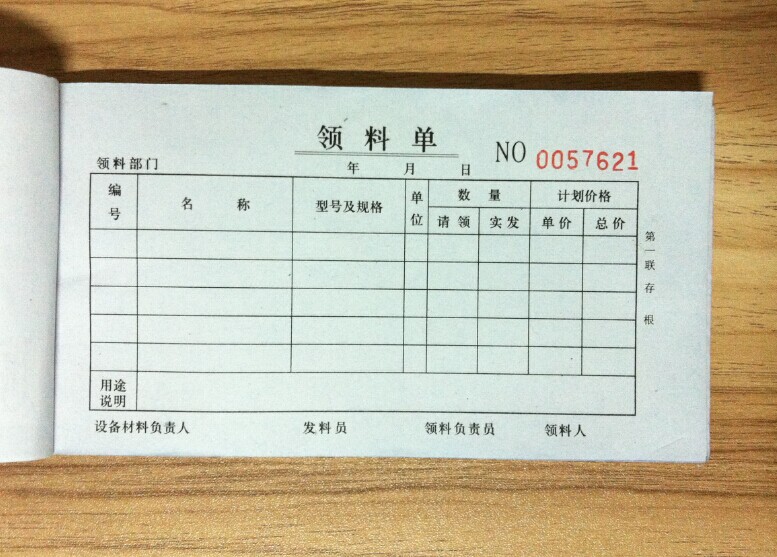 领料单 NO 0057621
领料部门 年 月 日
编号 名称 型号及规格 单位 数量 计划价格
请领 实发 单价 总价
第一联存根
用途说明
设备材料负责人 发料员 领料负责员 领料人